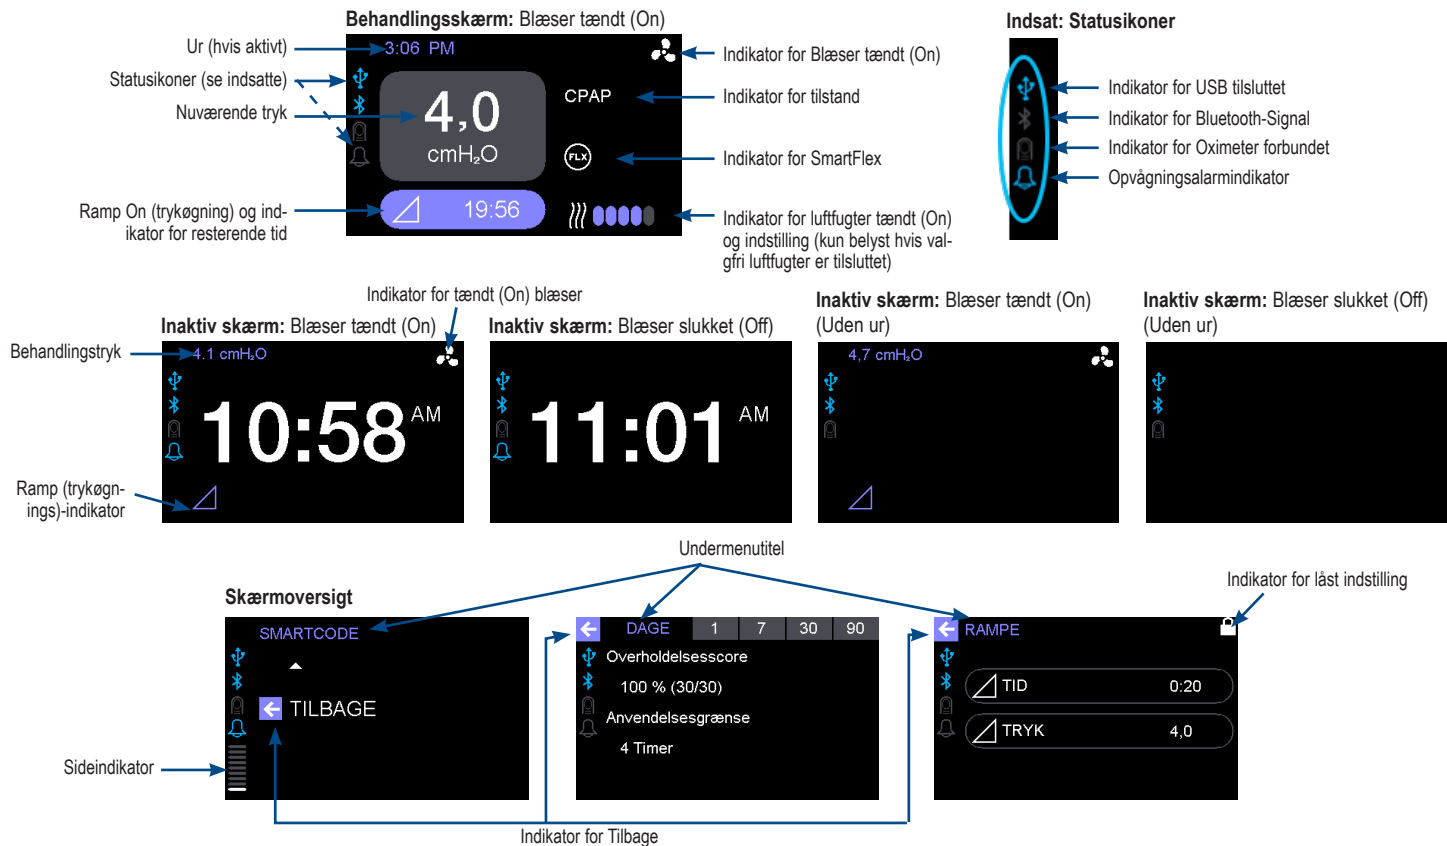 Behandlingsskærm: Blæser tændt (On)
Indsat: Statusikoner
Ur (hvis aktivt)
Statusikoner (se indsatte)
Nuværende tryk
Ramp On (trykøgning) og ind-
ikator for resterende tid
3:06 PM
4,0
cmH₂O
19:56
CPAP
FLX
Indikator for Blæser tændt (On)
Indikator for tilstand
Indikator for SmartFlex
Indikator for luftfugter tændt (On)
og indstilling (kun belyst hvis val-
gfri luftfugter er tilsluttet)
Indikator for USB tilsluttet
Indikator for Bluetooth-Signal
Indikator for Oximeter forbundet
Opvågningsalarmindikator
Indikator for tændt (On) blæser
Inaktiv skærm: Blæser tændt (On)
Behandlingstryk
4.1 cmH₂O
10:58 AM
Ramp (trykøgn-
ings)-indikator
Inaktiv skærm: Blæser slukket (Off)
11:01 AM
Inaktiv skærm: Blæser tændt (On)
(Uden ur)
4,7 cmH₂O
Inaktiv skærm: Blæser slukket (Off)
(Uden ur)
Undermenutitel
Indikator for låst indstilling
Skærmoversigt
SMARTCODE
TILBAGE
Sideindikator
DAGE 1 7 30 90
Overholdelsesscore
100 % (30/30)
Anvendelsesgrænse
4 Timer
RAMPE
TID 0:20
TRYK 4,0
Indikator for Tilbage